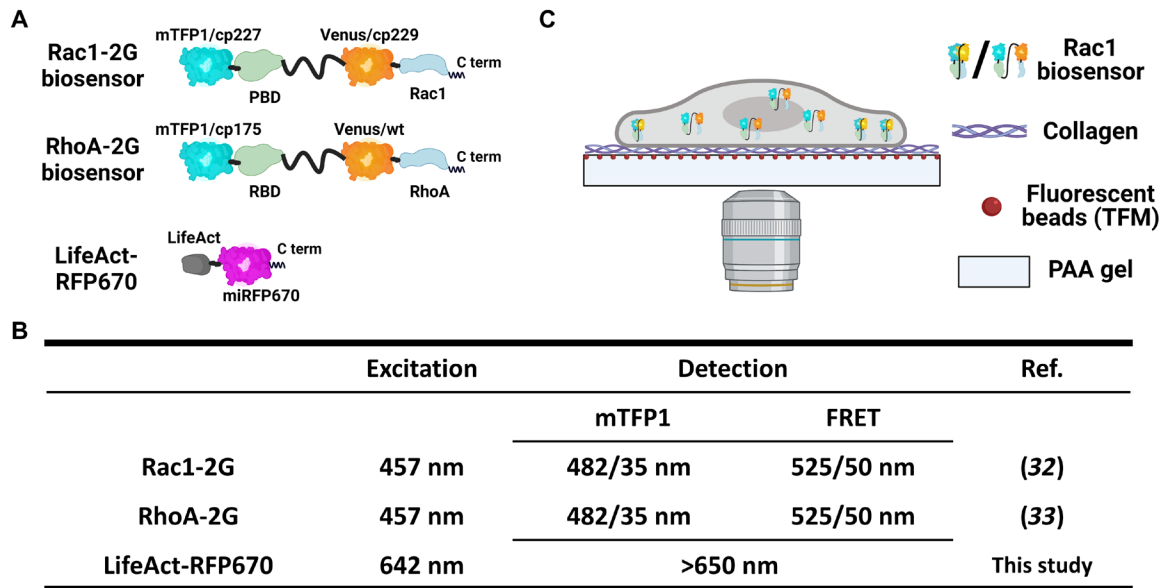 A
Rac1-2G
biosensor
mTFP1/cp227
Venus/cp229
C term
PBD
Rac1
RhoA-2G
biosensor
mTFP1/cp175
Venus/wt
C term
RBD
RhoA
LifeAct-
RFP670
LifeAct
C term
miRFP670
C
Rac1
biosensor
Collagen
Fluorescent
beads (TFM)
PAA gel
B
Excitation Detection Ref.
mTFP1 FRET
Rac1-2G 457 nm 482/35 nm 525/50 nm (32)
RhoA-2G 457 nm 482/35 nm 525/50 nm (33)
LifeAct-RFP670 642 nm >650 nm This study